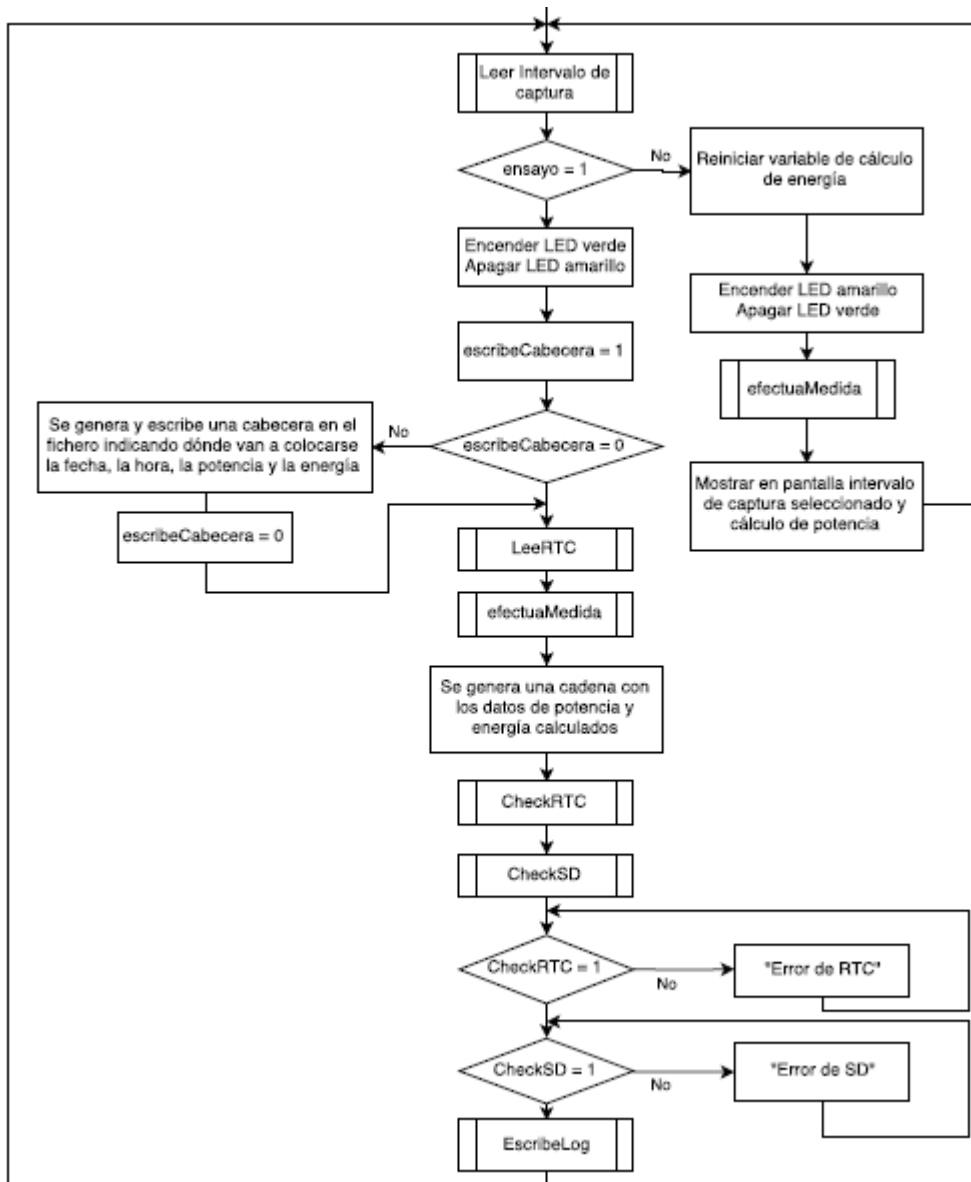 Leer Intervalo de
captura
ensayo = 1
No
Reiniciar variable de cálculo
de energía
Encender LED verde
Apagar LED amarillo
Encender LED amarillo
Apagar LED verde
escribeCabecera = 1
efectuaMedida
Se genera y escribe una cabecera en el
fichero indicando dónde van a colocarse
la fecha, la hora, la potencia y la energía
No
escribeCabecera = 0
Mostrar en pantalla intervalo
de captura seleccionado y
cálculo de potencia
escribeCabecera = 0
LeeRTC
efectuaMedida
Se genera una cadena con
los datos de potencia y
energía calculados
CheckRTC
CheckSD
CheckRTC = 1
No
"Error de RTC"
CheckSD = 1
No
"Error de SD"
EscribeLog